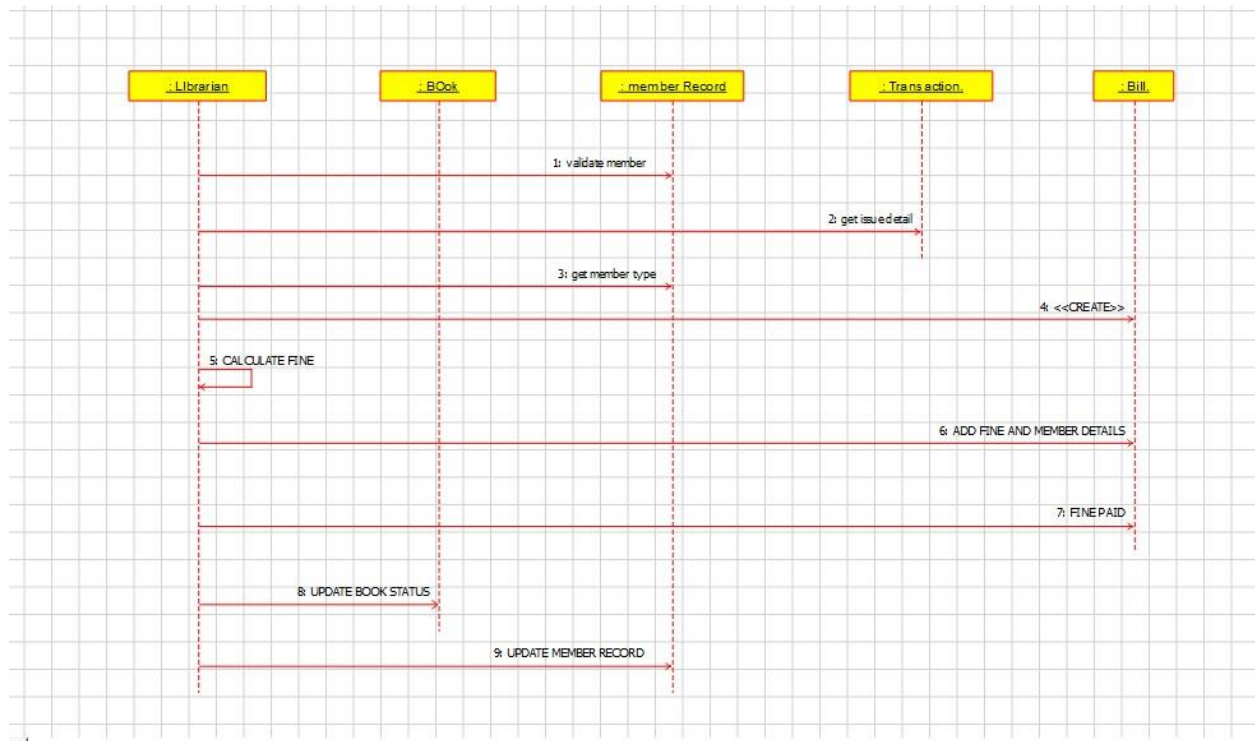 : LIbrarian
: BOok
: member Record
: Transaction.
: Bill.
1: validate member
2: get issue detail
3: get member type
4: <<CREATE>>
5: CALCULATE FINE
6: ADD FINE AND MEMBER DETAILS
7: FINE PAID
8: UPDATE BOOK STATUS
9: UPDATE MEMBER RECORD